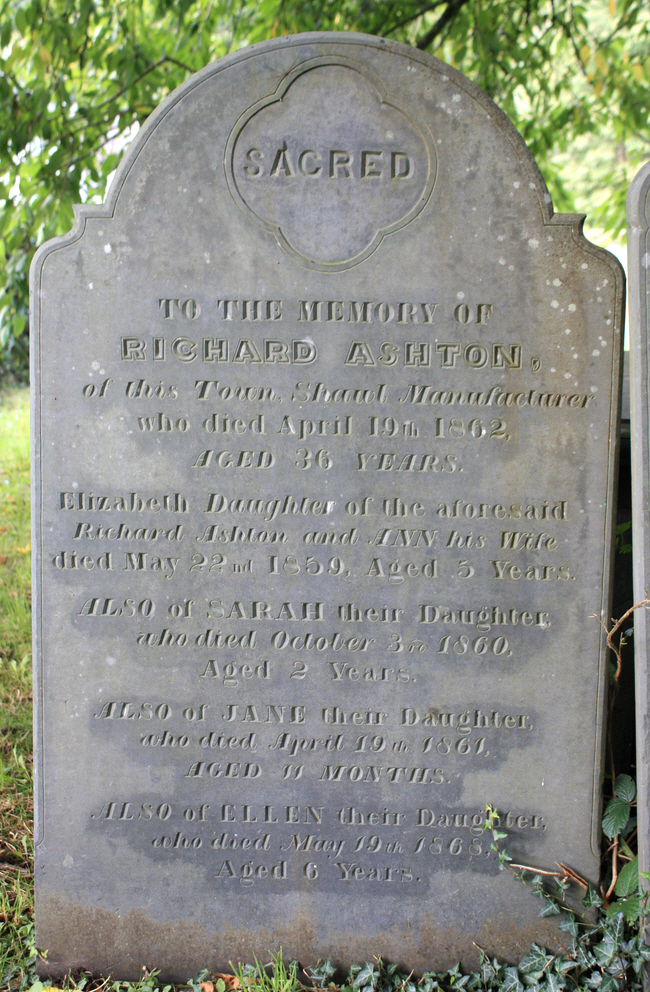 SACRED
TO THE MEMORY OF
RICHARD ASHTON,
of this Town, Shawl Manufacturer
who died April 19th 1862,
AGED 36 YEARS.
Elizabeth Daughter of the aforesaid
Richard Ashton and ANN his Wife
died May 22nd 1859, Aged 5 Years.
ALSO of SARAH their Daughter,
who died October 3rd 1860,
Aged 2 Years.
ALSO of JANE their Daughter,
who died April 19th 1861,
AGED 11 MONTHS.
ALSO of ELLEN their Daughter,
who died May 19th 1868,
Aged 6 Years.